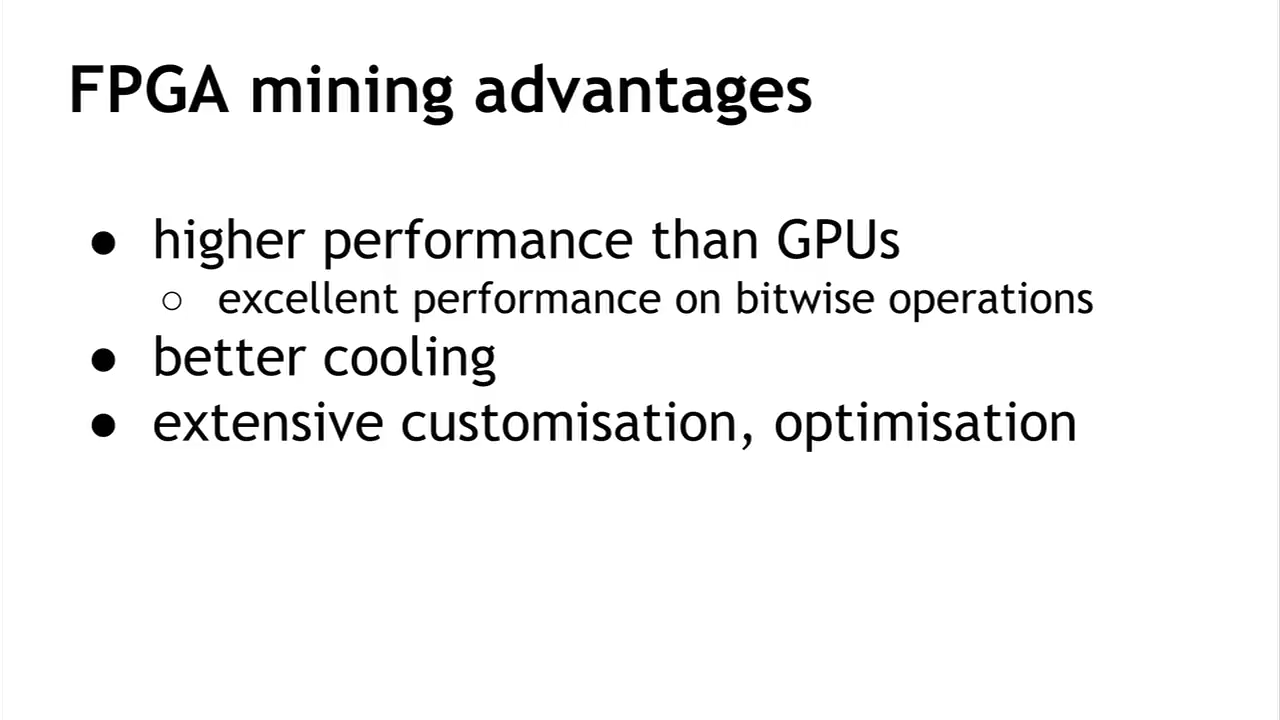 FPGA mining advantages
● higher performance than GPUs
○ excellent performance on bitwise operations
● better cooling
● extensive customisation, optimisation